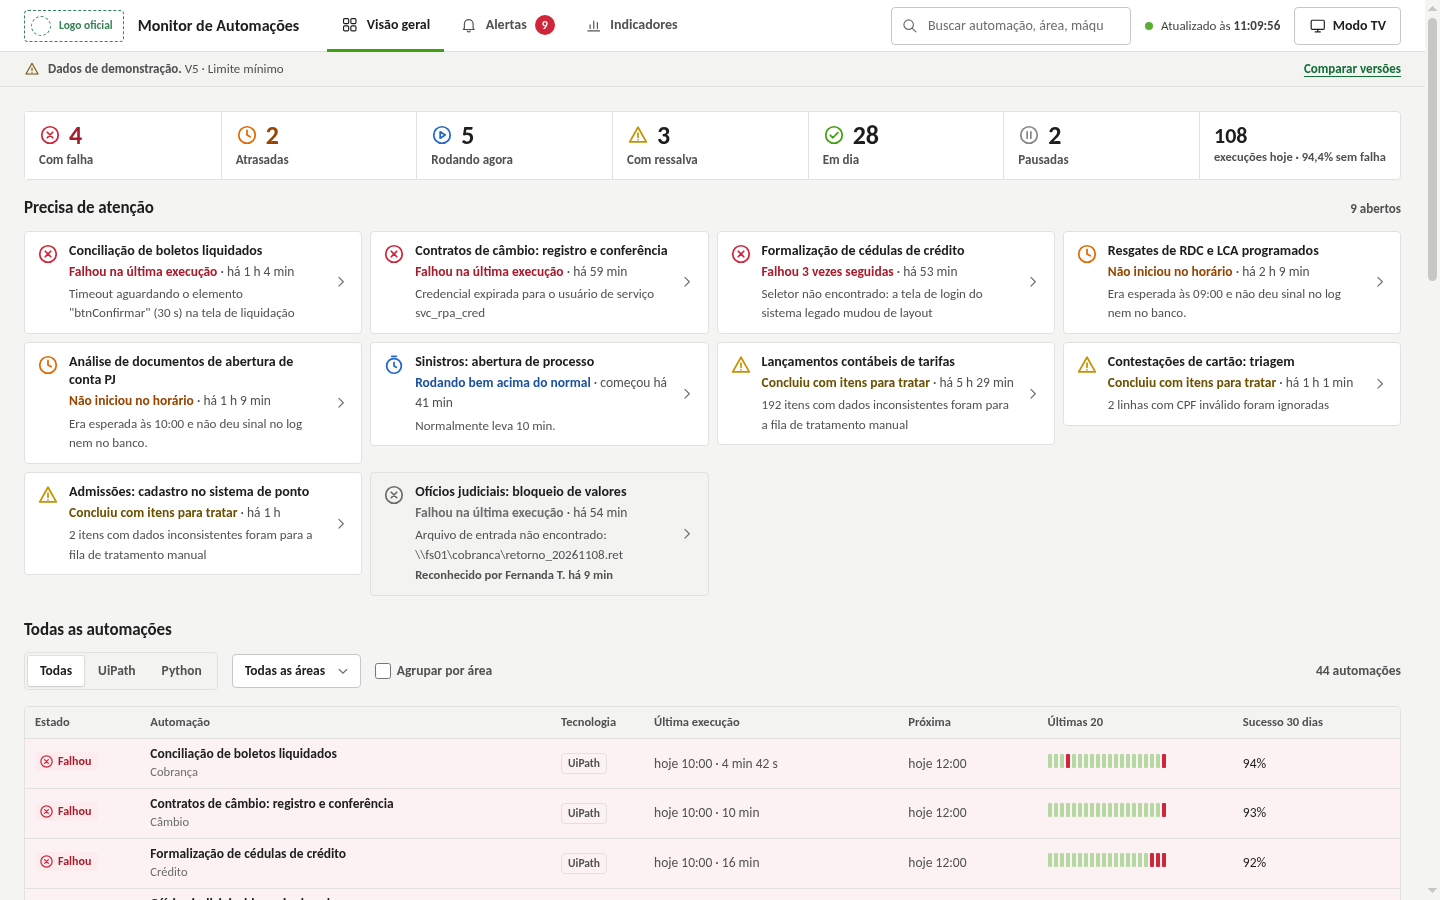 Logo oficial
Monitor de Automações
Visão geral
Alertas 9
Indicadores
Buscar automação, área, máqu
Atualizado às 11:09:56
Modo TV
Dados de demonstração. V5 · Limite mínimo
Comparar versões
4
Com falha
2
Atrasadas
5
Rodando agora
3
Com ressalva
28
Em dia
2
Pausadas
108
execuções hoje · 94,4% sem falha
Precisa de atenção
9 abertos
Conciliação de boletos liquidados
Falhou na última execução · há 1 h 4 min
Timeout aguardando o elemento
"btnConfirmar" (30 s) na tela de liquidação
Contratos de câmbio: registro e conferência
Falhou na última execução · há 59 min
Credencial expirada para o usuário de serviço
svc_rpa_cred
Formalização de cédulas de crédito
Falhou 3 vezes seguidas · há 53 min
Seletor não encontrado: a tela de login do
sistema legado mudou de layout
Resgates de RDC e LCA programados
Não iniciou no horário · há 2 h 9 min
Era esperada às 09:00 e não deu sinal no log
nem no banco.
Análise de documentos de abertura de
conta PJ
Não iniciou no horário · há 1 h 9 min
Era esperada às 10:00 e não deu sinal no log
nem no banco.
Sinistros: abertura de processo
Rodando bem acima do normal · começou há
41 min
Normalmente leva 10 min.
Lançamentos contábeis de tarifas
Concluiu com itens para tratar · há 5 h 29 min
192 itens com dados inconsistentes foram para
a fila de tratamento manual
Contestações de cartão: triagem
Concluiu com itens para tratar · há 1 h 1 min
2 linhas com CPF inválido foram ignoradas
Admissões: cadastro no sistema de ponto
Concluiu com itens para tratar · há 1 h
2 itens com dados inconsistentes foram para a
fila de tratamento manual
Ofícios judiciais: bloqueio de valores
Falhou na última execução · há 54 min
Arquivo de entrada não encontrado:
\\fs01\cobranca\retorno_20261108.ret
Reconhecido por Fernanda T. há 9 min
Todas as automações
Todas
UiPath
Python
Todas as áreas
Agrupar por área
44 automações
Estado
Automação
Tecnologia
Última execução
Próxima
Últimas 20
Sucesso 30 dias
Falhou
Conciliação de boletos liquidados
Cobrança
UiPath
hoje 10:00 · 4 min 42 s
hoje 12:00
94%
Falhou
Contratos de câmbio: registro e conferência
Câmbio
UiPath
hoje 10:00 · 10 min
hoje 12:00
93%
Falhou
Formalização de cédulas de crédito
Crédito
UiPath
hoje 10:00 · 16 min
hoje 12:00
92%